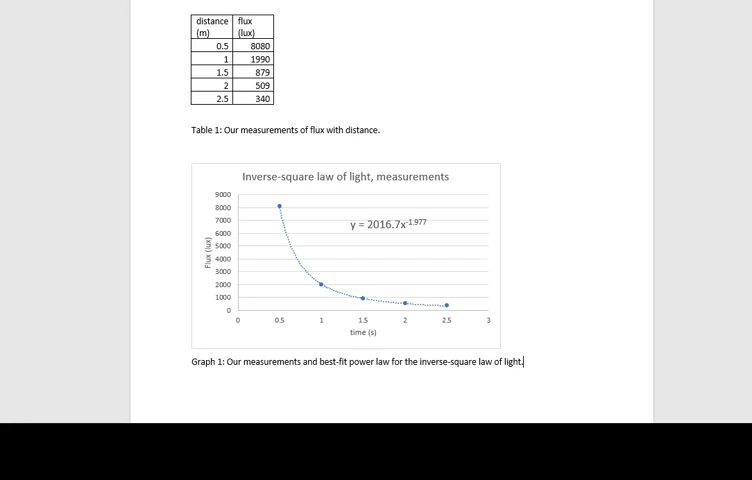 distance flux
(m) (lux)
0.5 8080
1 1990
1.5 879
2 509
2.5 340
Table 1: Our measurements of flux with distance.
Inverse-square law of light, measurements
9000
8000
7000
6000
5000
4000
3000
2000
1000
0
Flux (lux)
y = 2016.7x^-1.977
0 0.5 1 1.5 2 2.5 3
time (s)
Graph 1: Our measurements and best-fit power law for the inverse-square law of light.